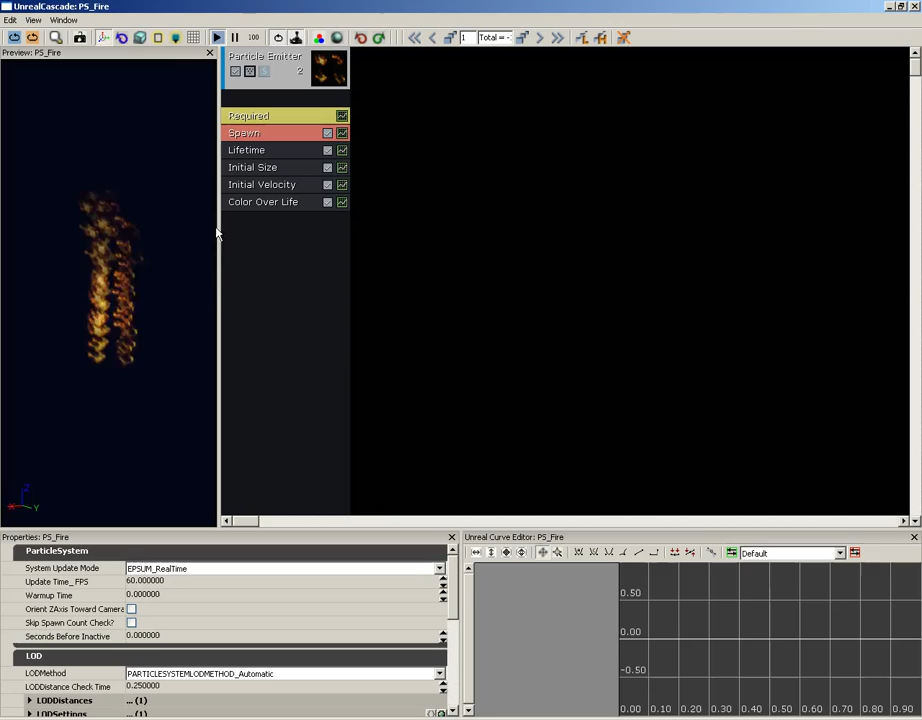 UnrealCascade: PS_Fire
Edit View Window
100
1
Total = -
Preview: PS_Fire
Particle Emitter
2
Required
Spawn
Lifetime
Initial Size
Initial Velocity
Color Over Life
Z
X Y
Properties: PS_Fire
ParticleSystem
System Update Mode EPSUM_RealTime
Update Time_ FPS 60.000000
Warmup Time 0.000000
Orient ZAxis Toward Camera
Skip Spawn Count Check?
Seconds Before Inactive 0.000000
LOD
LODMethod PARTICLESYSTEMLODMETHOD_Automatic
LODDistance Check Time 0.250000
LODDistances ... (1)
LODSettings ... (1)
Unreal Curve Editor: PS_Fire
Default
0.50
0.00
-0.50
0.00 0.10 0.20 0.30 0.40 0.50 0.60 0.70 0.80 0.90